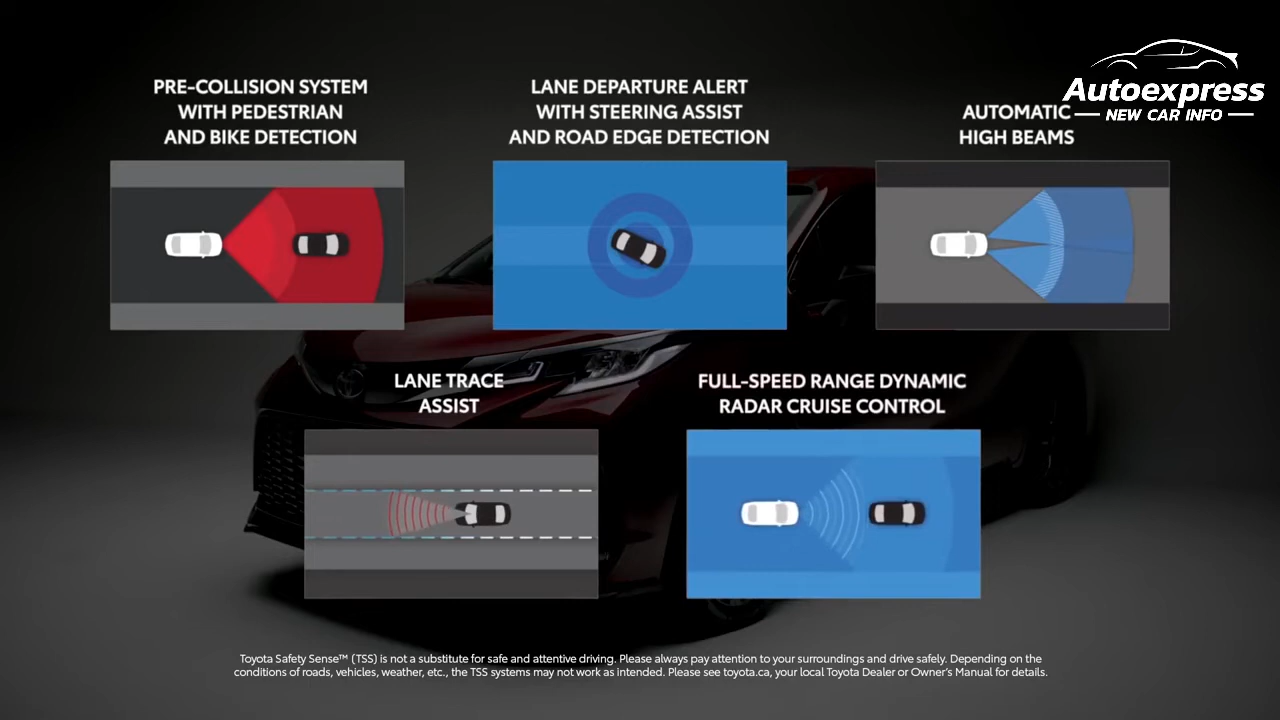 PRE-COLLISION SYSTEM
WITH PEDESTRIAN
AND BIKE DETECTION
LANE DEPARTURE ALERT
WITH STEERING ASSIST
AND ROAD EDGE DETECTION
AUTOMATIC
HIGH BEAMS
Autoexpress
NEW CAR INFO
LANE TRACE
ASSIST
FULL-SPEED RANGE DYNAMIC
RADAR CRUISE CONTROL
Toyota Safety Sense™ (TSS) is not a substitute for safe and attentive driving. Please always pay attention to your surroundings and drive safely. Depending on the
conditions of roads, vehicles, weather, etc., the TSS systems may not work as intended. Please see toyota.ca, your local Toyota Dealer or Owner's Manual for details.